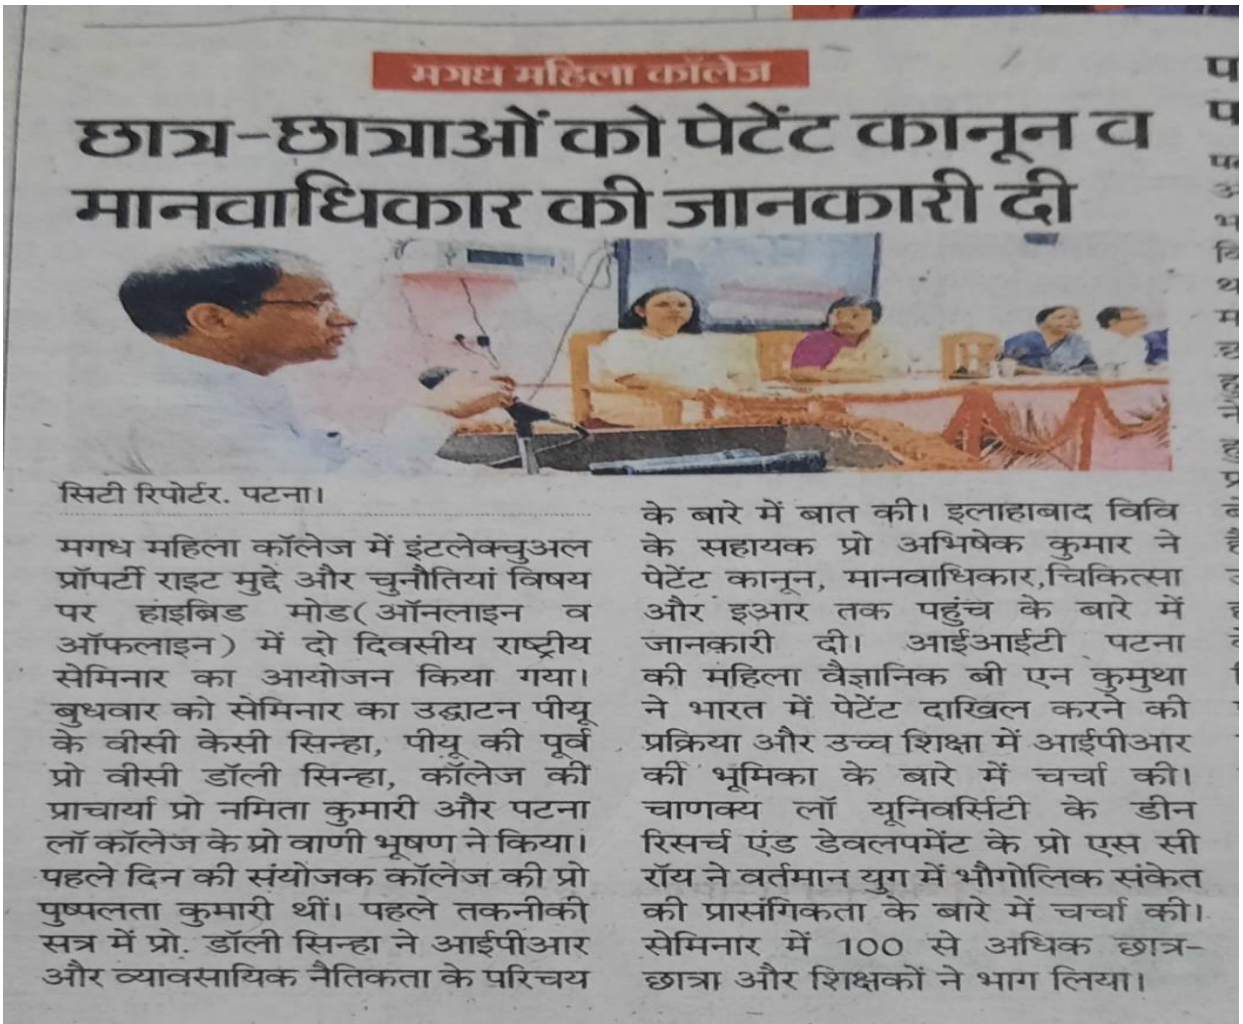 मगध महिला कॉलेज
छात्र-छात्राओं को पेटेंट कानून व
मानवाधिकार की जानकारी दी
सिटी रिपोर्टर. पटना।
मगध महिला कॉलेज में इंटलेक्चुअल
प्रॉपर्टी राइट मुद्दे और चुनौतियां विषय
पर हाइब्रिड मोड(ऑनलाइन व
ऑफलाइन) में दो दिवसीय राष्ट्रीय
सेमिनार का आयोजन किया गया।
बुधवार को सेमिनार का उद्घाटन पीयू
के वीसी केसी सिन्हा, पीयू की पूर्व
प्रो वीसी डॉली सिन्हा, कॉलेज की
प्राचार्या प्रो नमिता कुमारी और पटना
लॉ कॉलेज के प्रो वाणी भूषण ने किया।
पहले दिन की संयोजक कॉलेज की प्रो
पुष्पलता कुमारी थीं। पहले तकनीकी
सत्र में प्रो. डॉली सिन्हा ने आईपीआर
और व्यावसायिक नैतिकता के परिचय
के बारे में बात की। इलाहाबाद विवि
के सहायक प्रो अभिषेक कुमार ने
पेटेंट कानून, मानवाधिकार,चिकित्सा
और इआर तक पहुंच के बारे में
जानकारी दी। आईआईटी पटना
की महिला वैज्ञानिक बी एन कुमुथा
ने भारत में पेटेंट दाखिल करने की
प्रक्रिया और उच्च शिक्षा में आईपीआर
की भूमिका के बारे में चर्चा की।
चाणक्य लॉ यूनिवर्सिटी के डीन
रिसर्च एंड डेवलपमेंट के प्रो एस सी
रॉय ने वर्तमान युग में भौगोलिक संकेत
की प्रासंगिकता के बारे में चर्चा की।
सेमिनार में 100 से अधिक छात्र-
छात्रा और शिक्षकों ने भाग लिया।